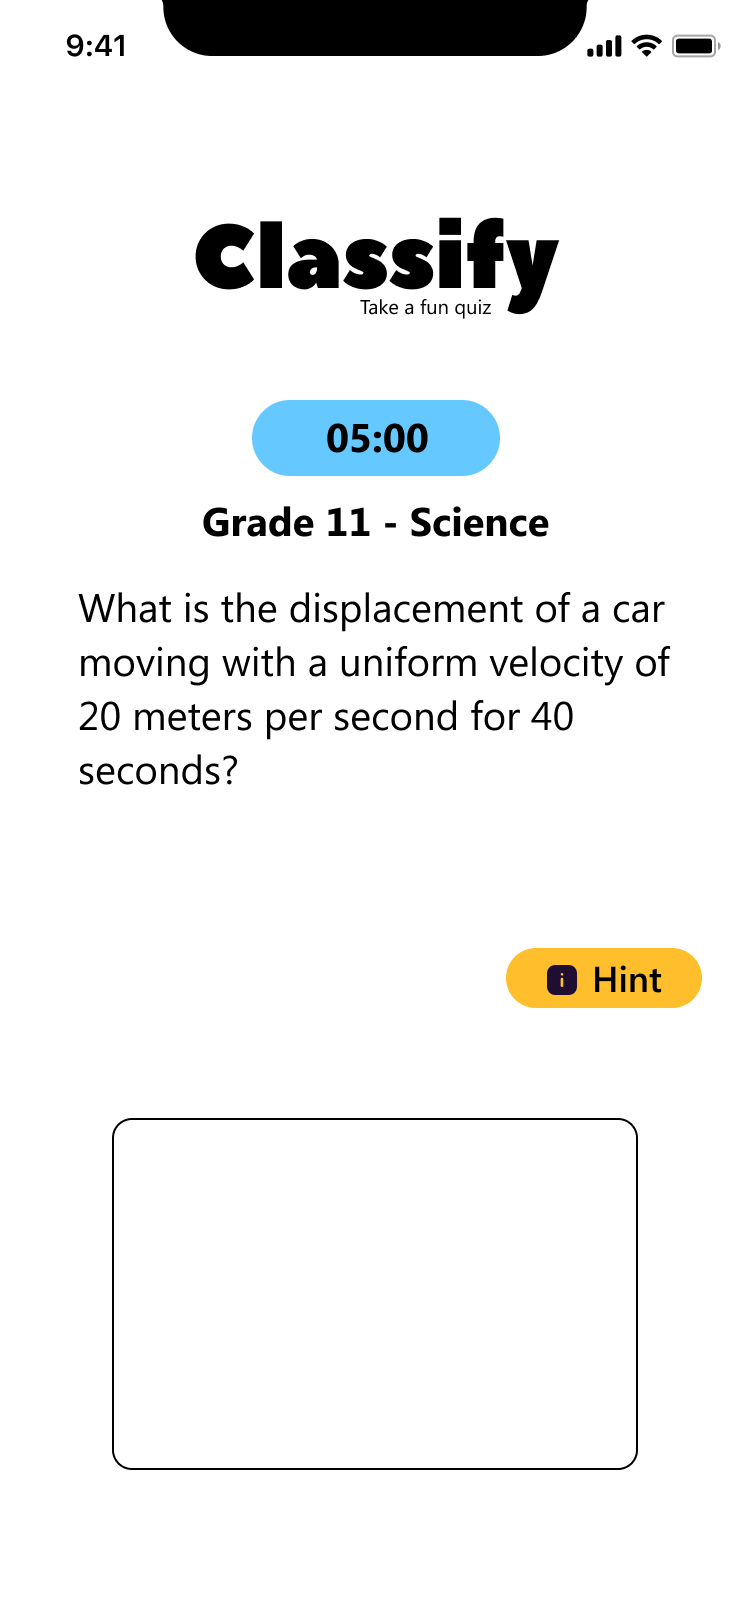 9:41
Classify
Take a fun quiz
05:00
Grade 11 - Science
What is the displacement of a car
moving with a uniform velocity of
20 meters per second for 40
seconds?
i Hint